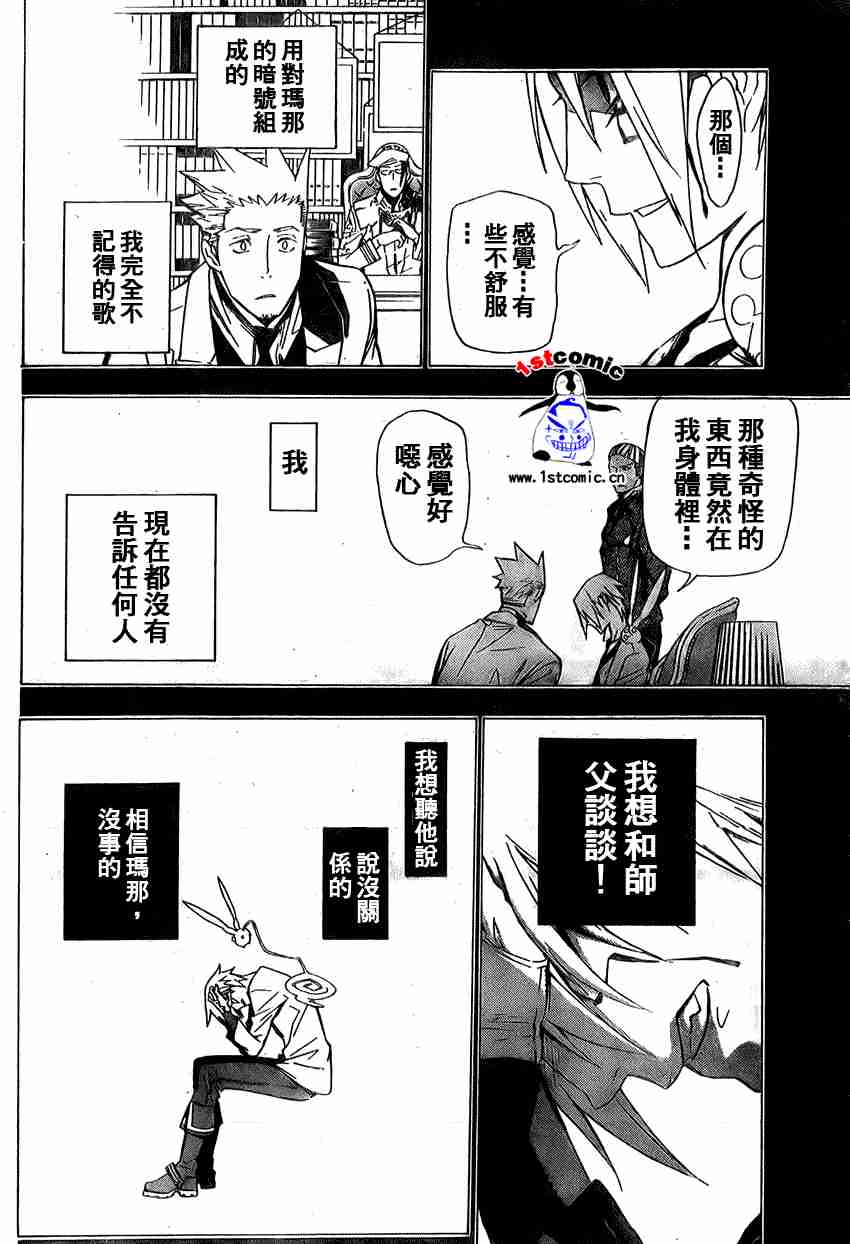 那個…
感覺…有
些不舒服
…
用對瑪那
的暗號組
成的
我完全不
記得的歌
1stcomic
www.1stcomic.cn
那種奇怪的
東西竟然在
我身體裡…
感覺好
噁心
我
現在都沒有
告訴任何人
我想和師
父談談！
我想聽他說
說沒關
係的
相信瑪那，
沒事的